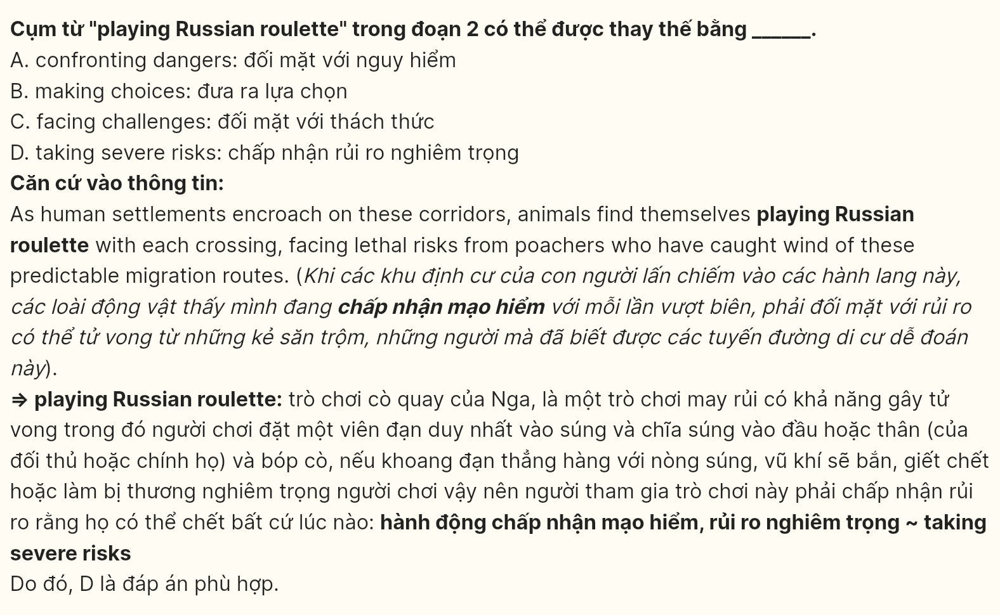 Cụm từ "playing Russian roulette" trong đoạn 2 có thể được thay thế bằng ______.
A. confronting dangers: đối mặt với nguy hiểm
B. making choices: đưa ra lựa chọn
C. facing challenges: đối mặt với thách thức
D. taking severe risks: chấp nhận rủi ro nghiêm trọng
Căn cứ vào thông tin:
As human settlements encroach on these corridors, animals find themselves playing Russian
roulette with each crossing, facing lethal risks from poachers who have caught wind of these
predictable migration routes. (Khi các khu định cư của con người lấn chiếm vào các hành lang này,
các loài động vật thấy mình đang chấp nhận mạo hiểm với mỗi lần vượt biên, phải đối mặt với rủi ro
có thể tử vong từ những kẻ săn trộm, những người mà đã biết được các tuyến đường di cư dễ đoán
này).
⇒ playing Russian roulette: trò chơi cò quay của Nga, là một trò chơi may rủi có khả năng gây tử
vong trong đó người chơi đặt một viên đạn duy nhất vào súng và chĩa súng vào đầu hoặc thân (của
đối thủ hoặc chính họ) và bóp cò, nếu khoang đạn thẳng hàng với nòng súng, vũ khí sẽ bắn, giết chết
hoặc làm bị thương nghiêm trọng người chơi vậy nên người tham gia trò chơi này phải chấp nhận rủi
ro rằng họ có thể chết bất cứ lúc nào: hành động chấp nhận mạo hiểm, rủi ro nghiêm trọng ~ taking
severe risks
Do đó, D là đáp án phù hợp.